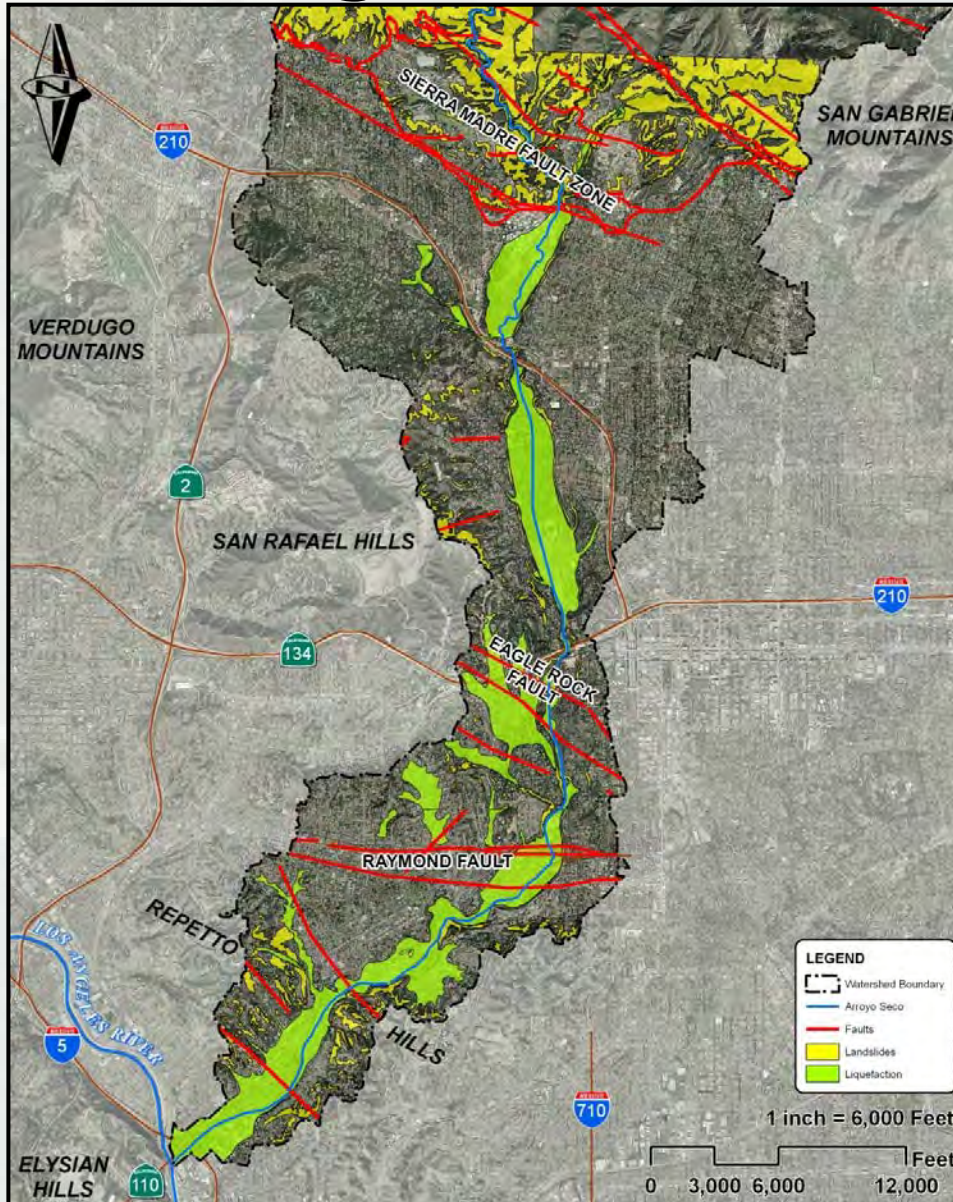 N
SIERRA MADRE FAULT ZONE
SAN GABRIEL
MOUNTAINS
210
VERDUGO
MOUNTAINS
2
SAN RAFAEL HILLS
210
134
EAGLE ROCK
FAULT
RAYMOND FAULT
REPETTO
HILLS
LOS ANGELES RIVER
5
710
ELYSIAN
HILLS
110
LEGEND
Watershed Boundary
Arroyo Seco
Faults
Landslides
Liquefaction
1 inch = 6,000 Feet
Feet
0 3,000 6,000 12,000